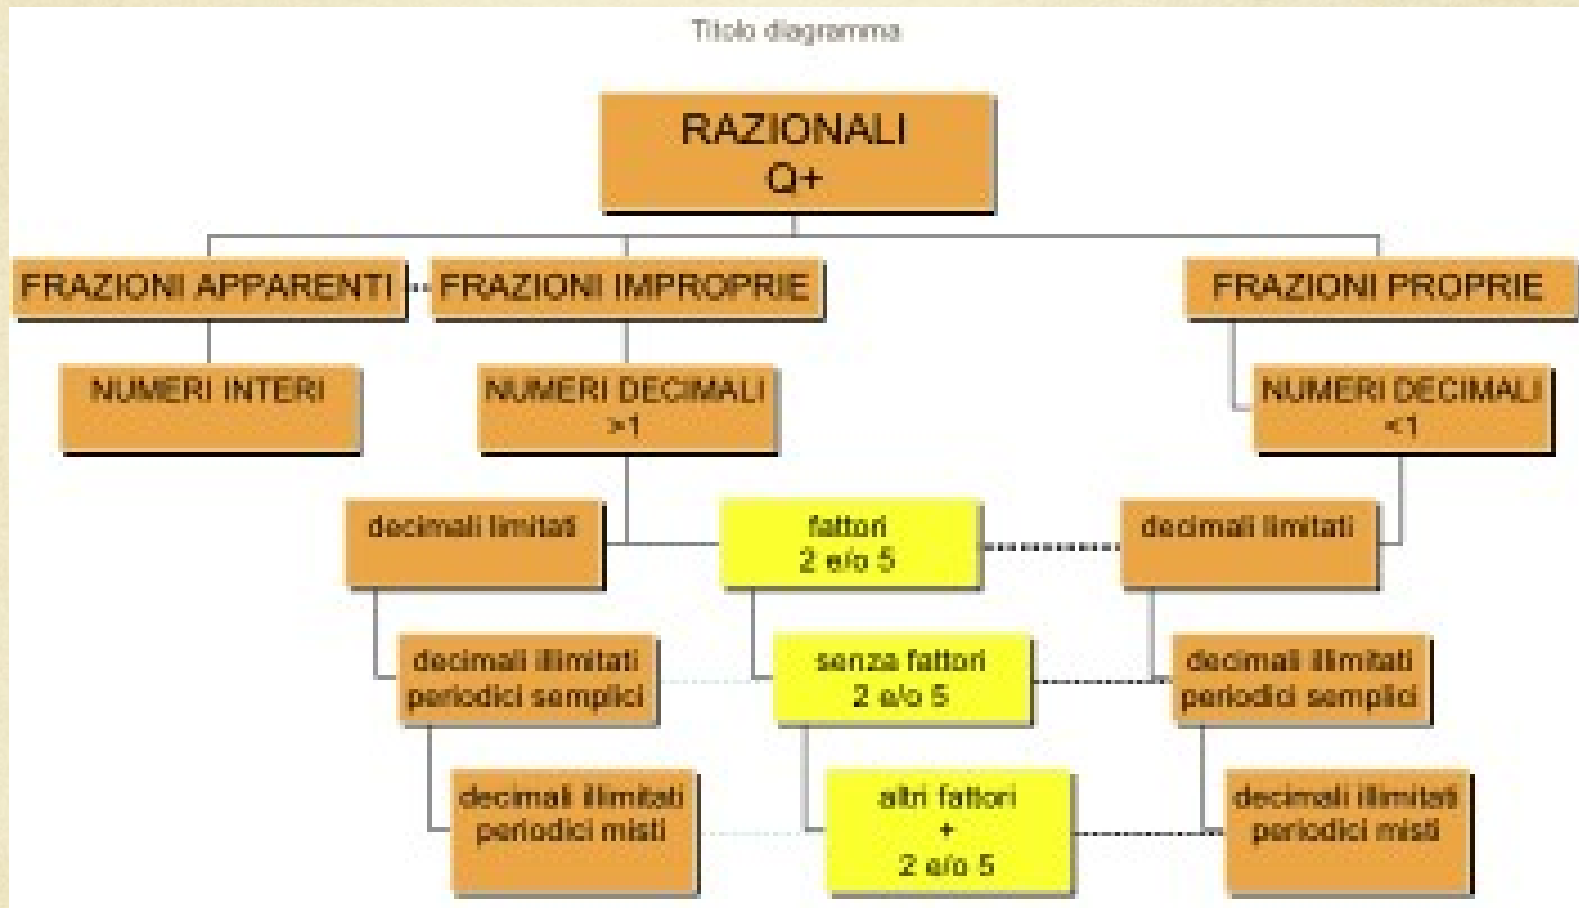 Titolo diagramma
RAZIONALI
Q+
FRAZIONI APPARENTI
FRAZIONI IMPROPRIE
FRAZIONI PROPRIE
NUMERI INTERI
NUMERI DECIMALI
>1
NUMERI DECIMALI
<1
decimali limitati
fattori
2 e/o 5
decimali limitati
decimali illimitati
periodici semplici
senza fattori
2 e/o 5
decimali illimitati
periodici semplici
decimali illimitati
periodici misti
altri fattori
+
2 e/o 5
decimali illimitati
periodici misti